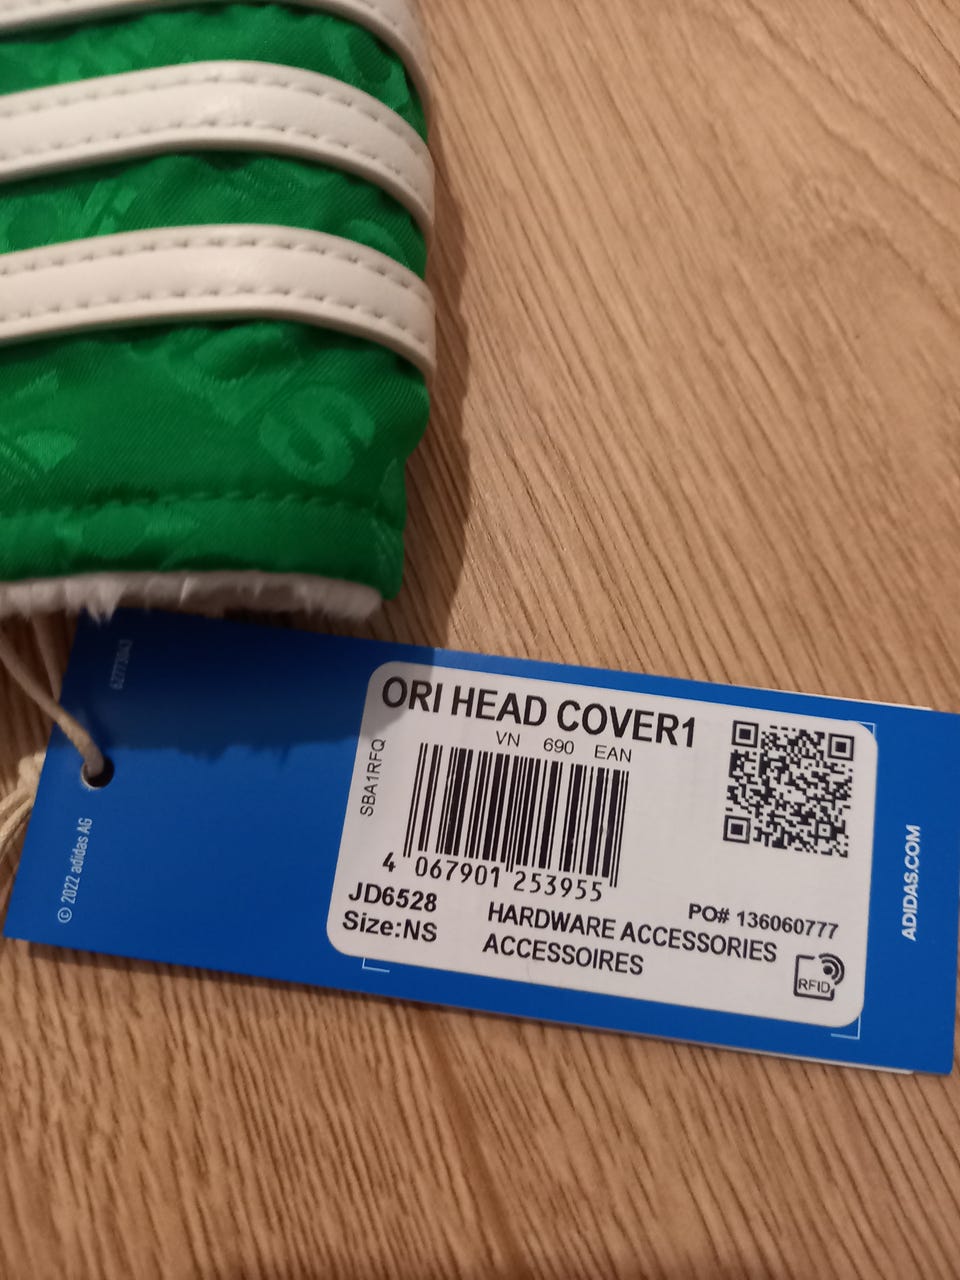 ORI HEAD COVER1
VN 690 EAN
SBA1RFQ
4 067901 253955
JD6528
Size:NS
HARDWARE ACCESSORIES
ACCESSOIRES
PO# 136060777
RFID
ADIDAS.COM
© 2022 adidas AG